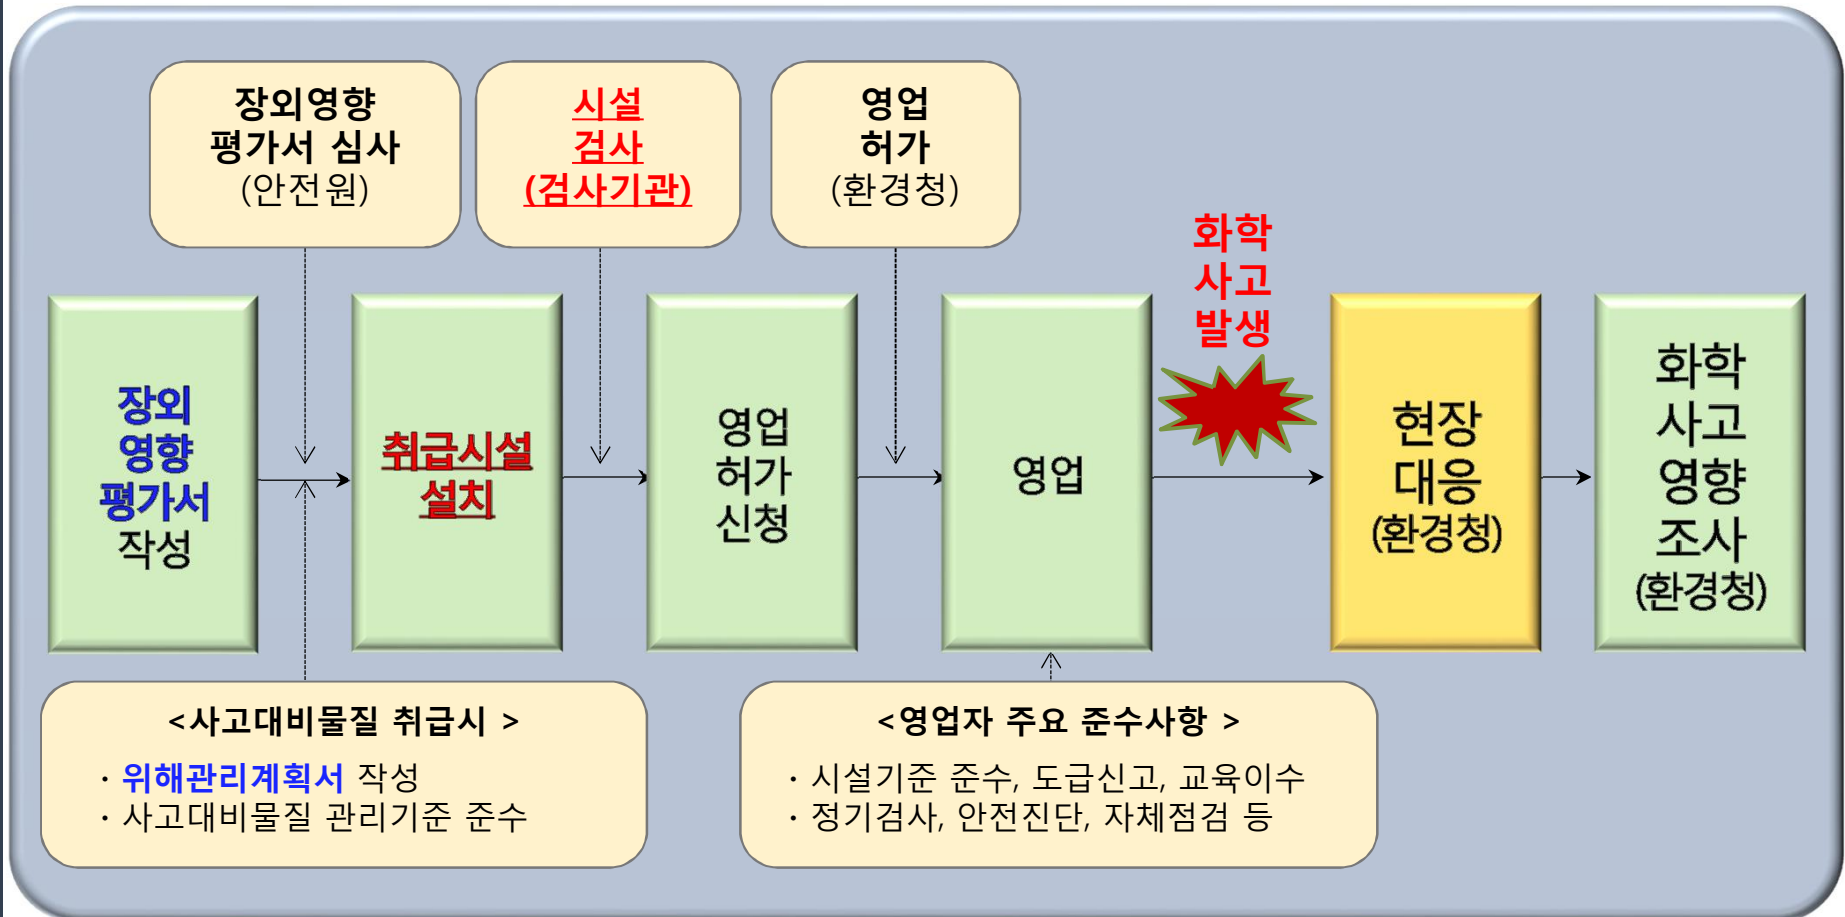 장외영향
평가서 심사
(안전원)
시설
검사
(검사기관)
영업
허가
(환경청)
화학
사고
발생
장외
영향
평가서
작성
취급시설
설치
영업
허가
신청
영업
현장
대응
(환경청)
화학
사고
영향
조사
(환경청)
<사고대비물질 취급시 >
· 위해관리계획서 작성
· 사고대비물질 관리기준 준수
<영업자 주요 준수사항 >
· 시설기준 준수, 도급신고, 교육이수
· 정기검사, 안전진단, 자체점검 등